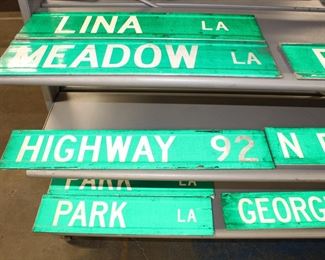 LINA LA
MEADOW LA
HIGHWAY 92 N
PARK LA
PARK LA
GEORG